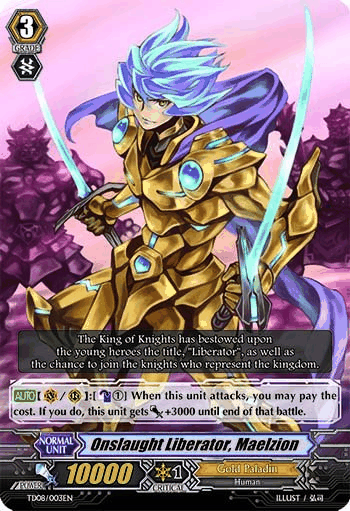 3
GRADE
The King of Knights has bestowed upon
the young heroes the title, "Liberator", as well as
the chance to join the knights who represent the kingdom.
AUTO [ / ]:[ 1] When this unit attacks, you may pay the
cost. If you do, this unit gets +3000 until end of that battle.
NORMAL UNIT Onslaught Liberator, Maelzion
POWER 10000 1 CRITICAL Gold Paladin
Human
TD08/003EN ILLUST / 弘司